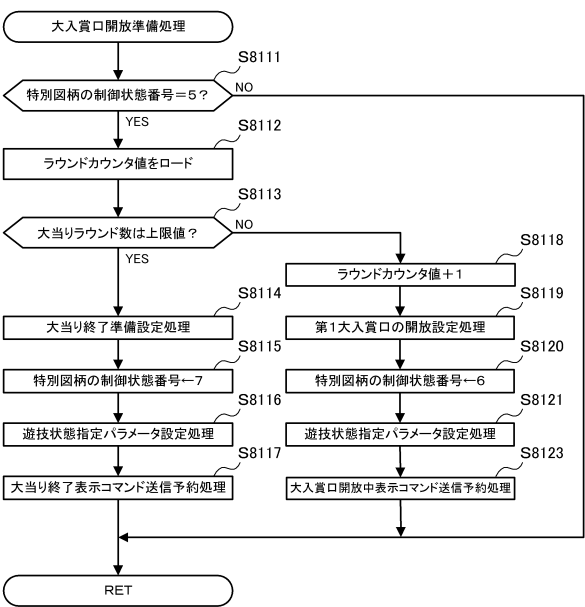 大入賞口開放準備処理
S8111
特別図柄の制御状態番号=5?
NO
YES
S8112
ラウンドカウンタ値をロード
S8113
大当りラウンド数は上限値?
NO
YES
S8118
ラウンドカウンタ値+1
S8114
大当り終了準備設定処理
S8119
第1大入賞口の開放設定処理
S8115
特別図柄の制御状態番号←7
S8120
特別図柄の制御状態番号←6
S8116
遊技状態指定パラメータ設定処理
S8121
遊技状態指定パラメータ設定処理
S8117
大当り終了表示コマンド送信予約処理
S8123
大入賞口開放中表示コマンド送信予約処理
RET